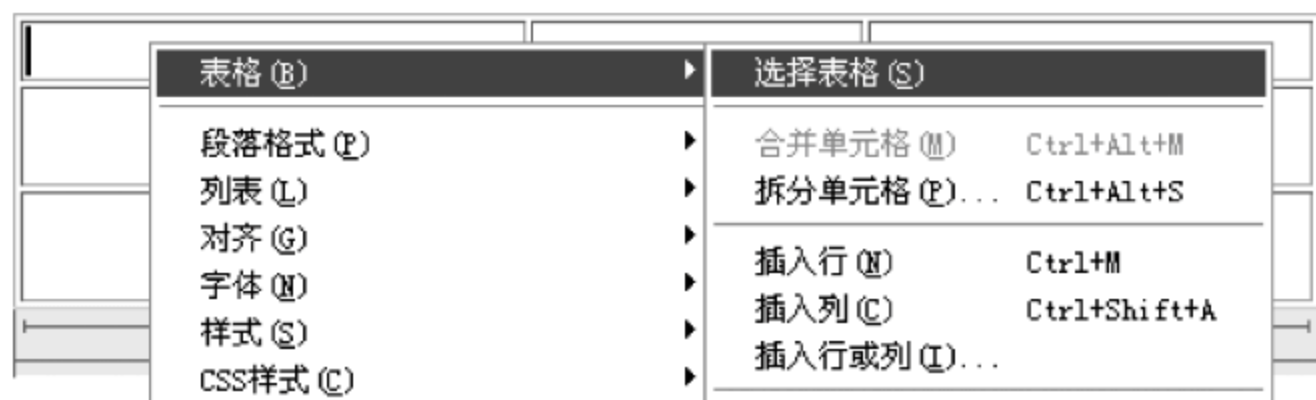 表格(B)
选择表格(S)
段落格式(P)
合并单元格(M) Ctrl+Alt+M
列表(L)
拆分单元格(P)... Ctrl+Alt+S
对齐(G)
插入行(N) Ctrl+M
字体(N)
插入列(C) Ctrl+Shift+A
样式(S)
插入行或列(I)...
CSS样式(C)